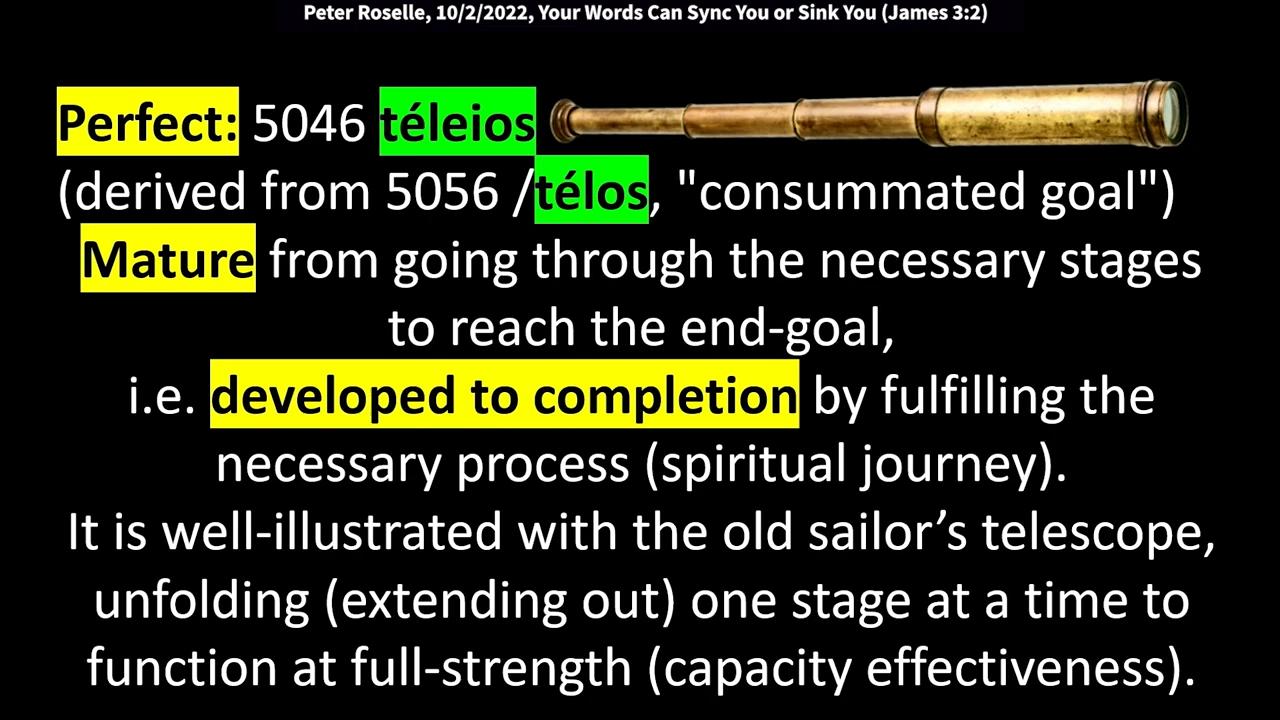 Peter Roselle, 10/2/2022, Your Words Can Sync You or Sink You (James 3:2)
Perfect: 5046 téleios
(derived from 5056 /télos, "consummated goal")
Mature from going through the necessary stages
to reach the end-goal,
i.e. developed to completion by fulfilling the
necessary process (spiritual journey).
It is well-illustrated with the old sailor’s telescope,
unfolding (extending out) one stage at a time to
function at full-strength (capacity effectiveness).